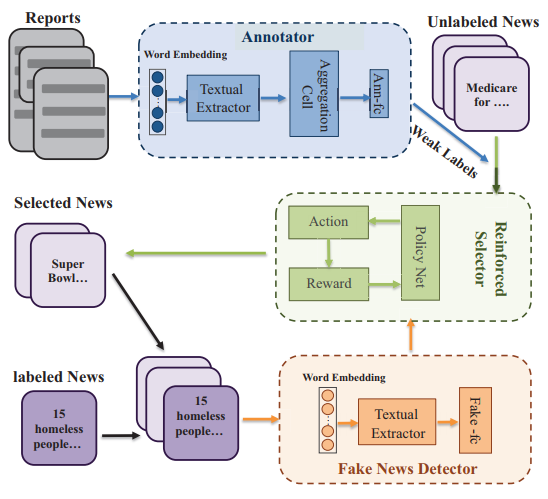 Reports
Annotator
Unlabeled News
Word Embedding
Textual
Extractor
Aggregation
Cell
Ann-fc
Medicare
for ....
Weak Labels
Selected News
Super
Bowl...
Action
Reward
Policy Net
Reinforced
Selector
labeled News
15
homeless
people...
15
homeless
people...
Word Embedding
Textual
Extractor
Fake -fc
Fake News Detector